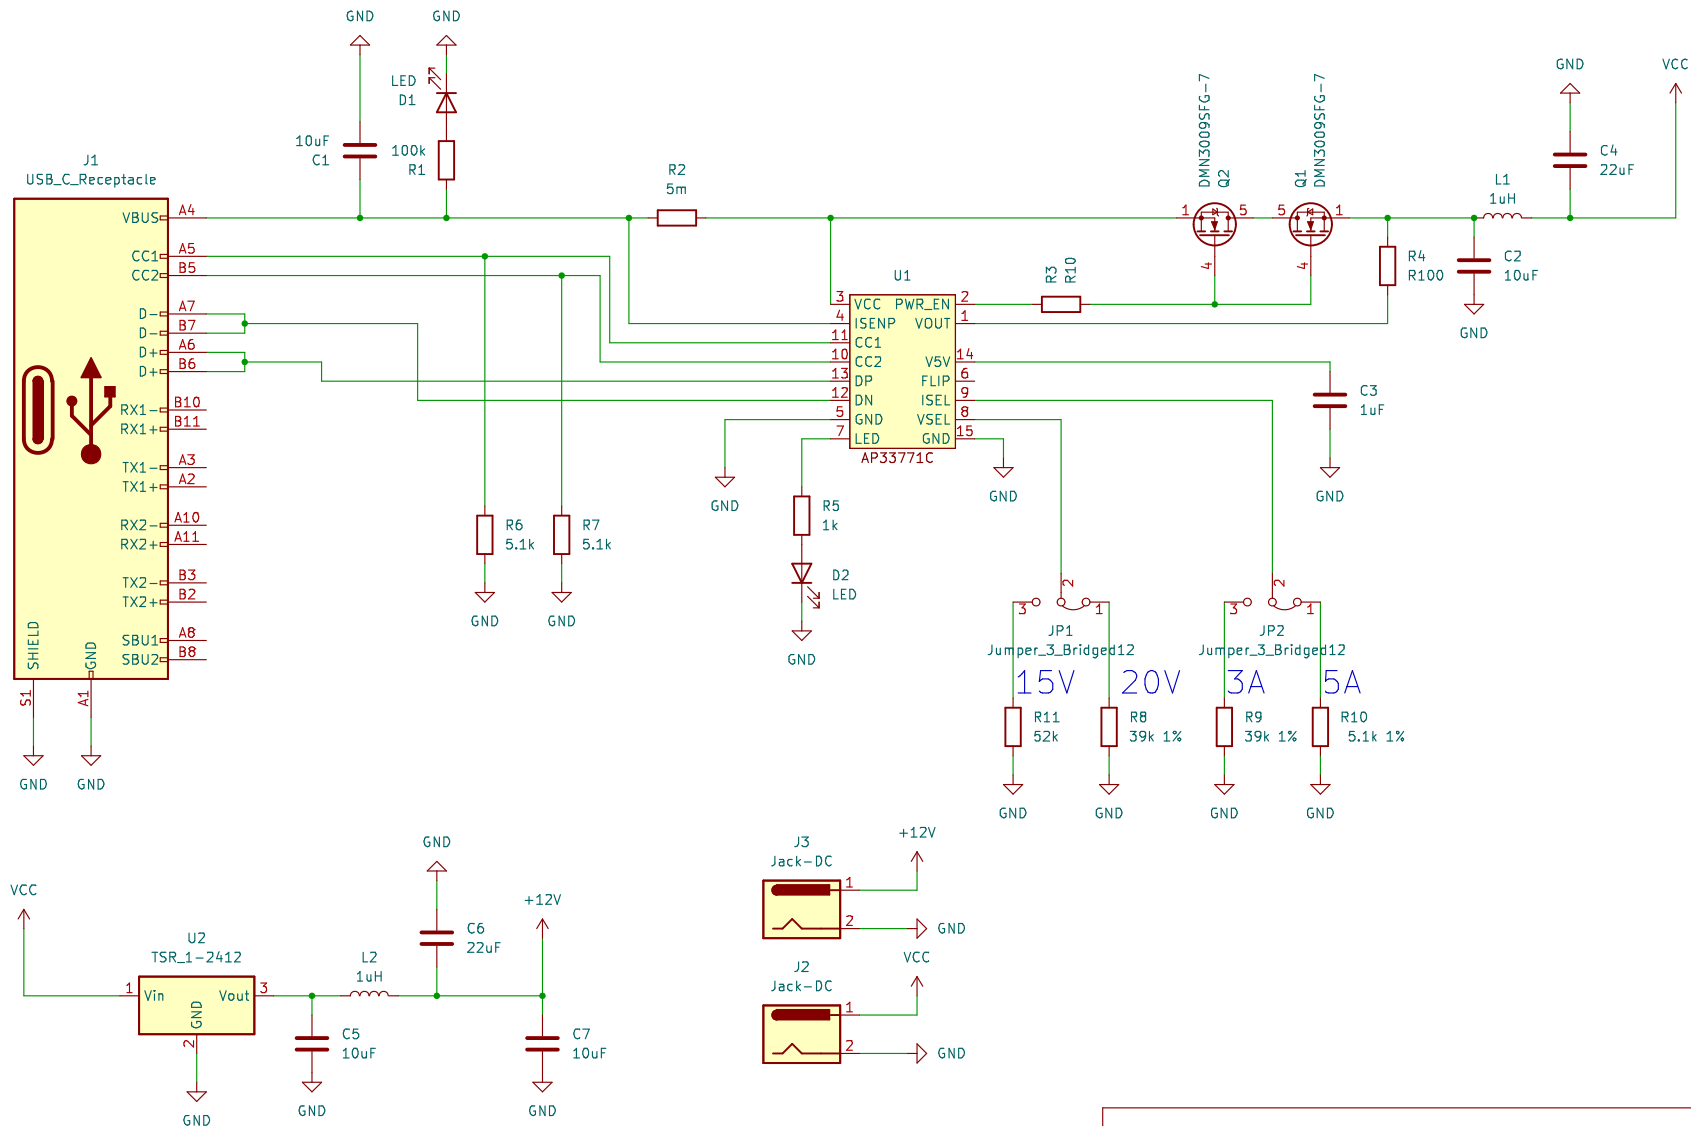 GND
GND
LED
D1
10uF
C1
100k
R1
J1
USB_C_Receptacle
VBUS
A4
CC1
A5
CC2
B5
D-
A7
D-
B7
D+
A6
D+
B6
RX1-
B10
RX1+
B11
TX1-
A3
TX1+
A2
RX2-
A10
RX2+
A11
TX2-
B3
TX2+
B2
SBU1
A8
SBU2
B8
SHIELD
GND
S1
A1
GND
GND
R2
5m
R6
5.1k
GND
R7
5.1k
GND
U1
3
VCC
PWR_EN
2
4
ISENP
VOUT
1
11
CC1
10
CC2
V5V
14
13
DP
FLIP
6
12
DN
ISEL
9
5
GND
VSEL
8
7
LED
GND
15
AP33771C
GND
GND
R5
1k
D2
LED
GND
R3
R10
DMN3009SFG-7
Q2
1
5
4
Q1
DMN3009SFG-7
5
1
4
R4
R100
C2
10uF
GND
L1
1uH
GND
C4
22uF
VCC
C3
1uF
GND
3
2
1
JP1
Jumper_3_Bridged12
3
2
1
JP2
Jumper_3_Bridged12
15V
20V
3A
5A
R11
52k
R8
39k 1%
R9
39k 1%
R10
5.1k 1%
GND
GND
GND
GND
VCC
U2
TSR_1-2412
1
Vin
Vout
3
GND
2
GND
L2
1uH
C5
10uF
GND
GND
C6
22uF
+12V
C7
10uF
GND
J3
Jack-DC
+12V
1
2
GND
J2
Jack-DC
VCC
1
2
GND